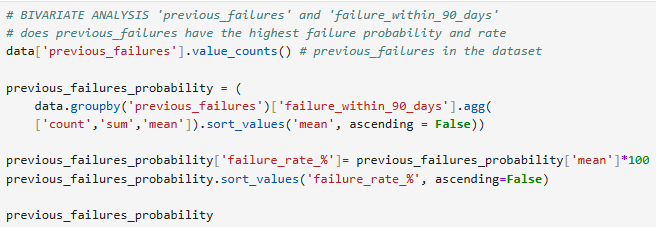 # BIVARIATE ANALYSIS 'previous_failures' and 'failure_within_90_days'
# does previous_failures have the highest failure probability and rate
data['previous_failures'].value_counts() # previous_failures in the dataset

previous_failures_probability = (
    data.groupby('previous_failures')['failure_within_90_days'].agg(
    ['count','sum','mean']).sort_values('mean', ascending = False))

previous_failures_probability['failure_rate_%']= previous_failures_probability['mean']*100
previous_failures_probability.sort_values('failure_rate_%', ascending=False)

previous_failures_probability